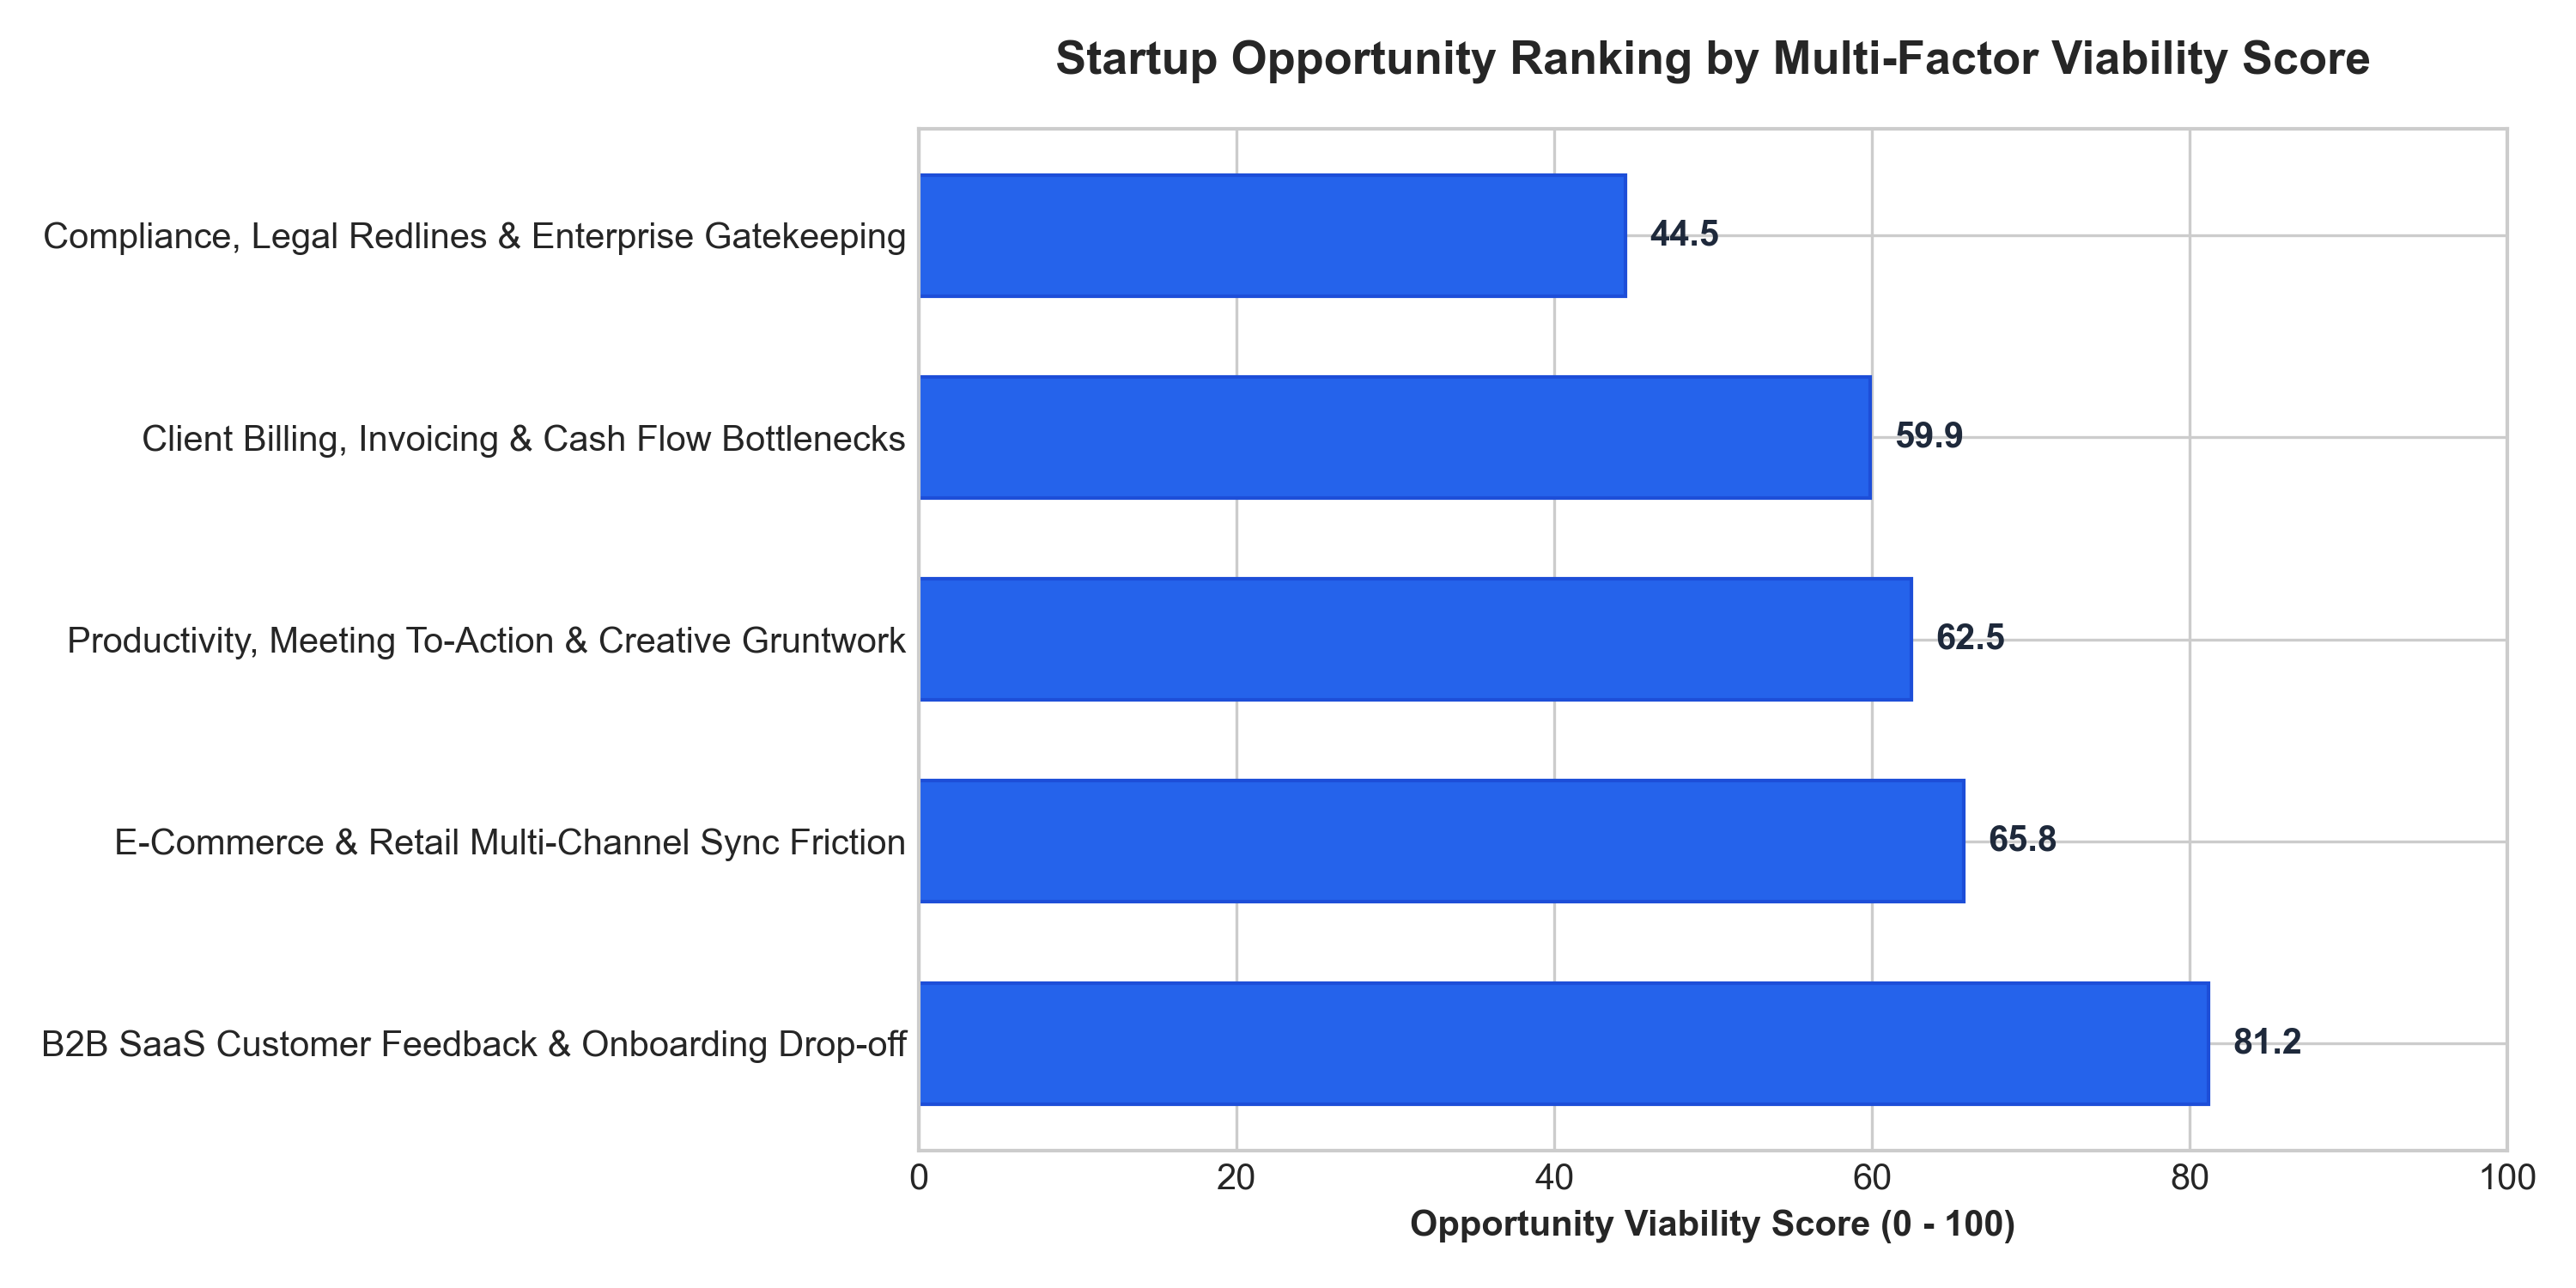 Startup Opportunity Ranking by Multi-Factor Viability Score
Compliance, Legal Redlines & Enterprise Gatekeeping
44.5
Client Billing, Invoicing & Cash Flow Bottlenecks
59.9
Productivity, Meeting To-Action & Creative Gruntwork
62.5
E-Commerce & Retail Multi-Channel Sync Friction
65.8
B2B SaaS Customer Feedback & Onboarding Drop-off
81.2
0 20 40 60 80 100
Opportunity Viability Score (0 - 100)